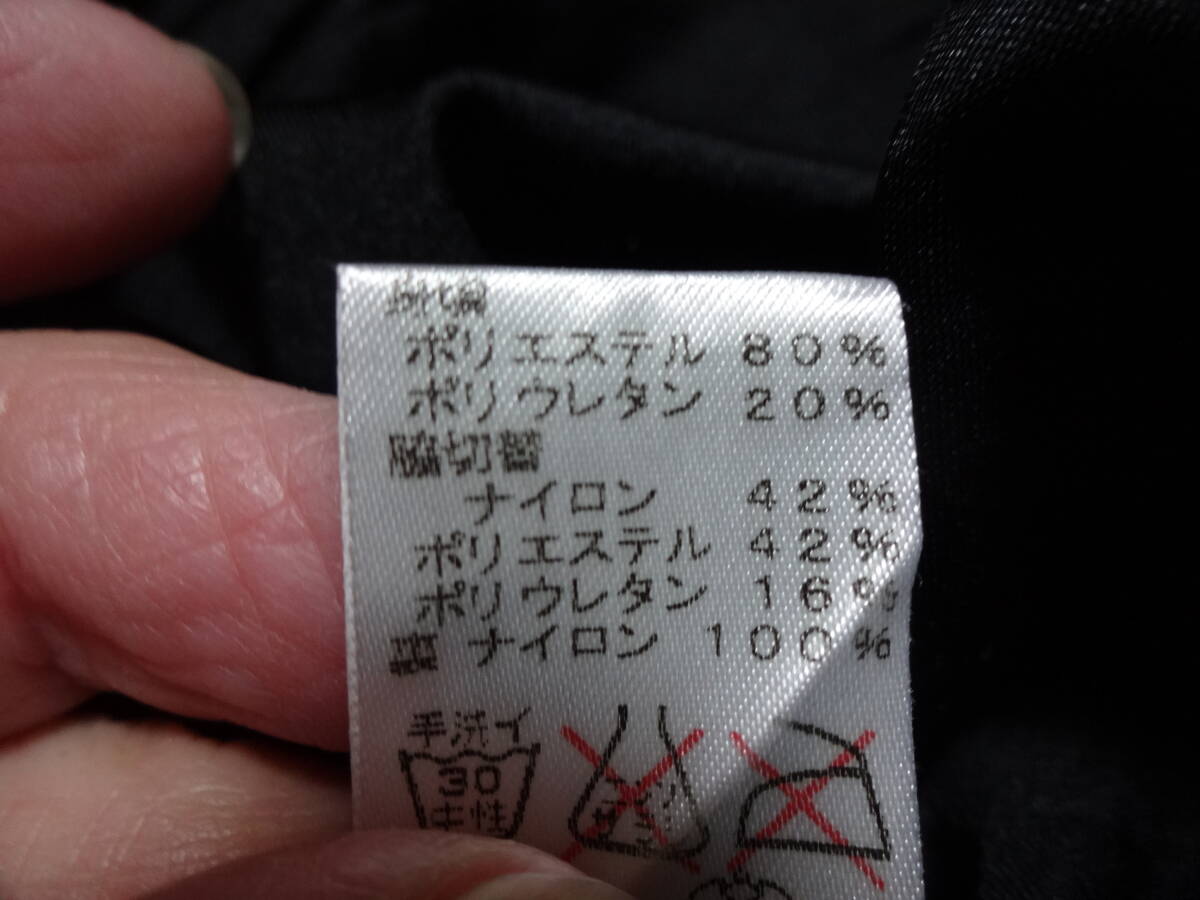 ポリエステル 80%
ポリウレタン 20%
脇切替
ナイロン 42%
ポリエステル 42%
ポリウレタン 16%
ナイロン 100%
手洗イ
30
中性